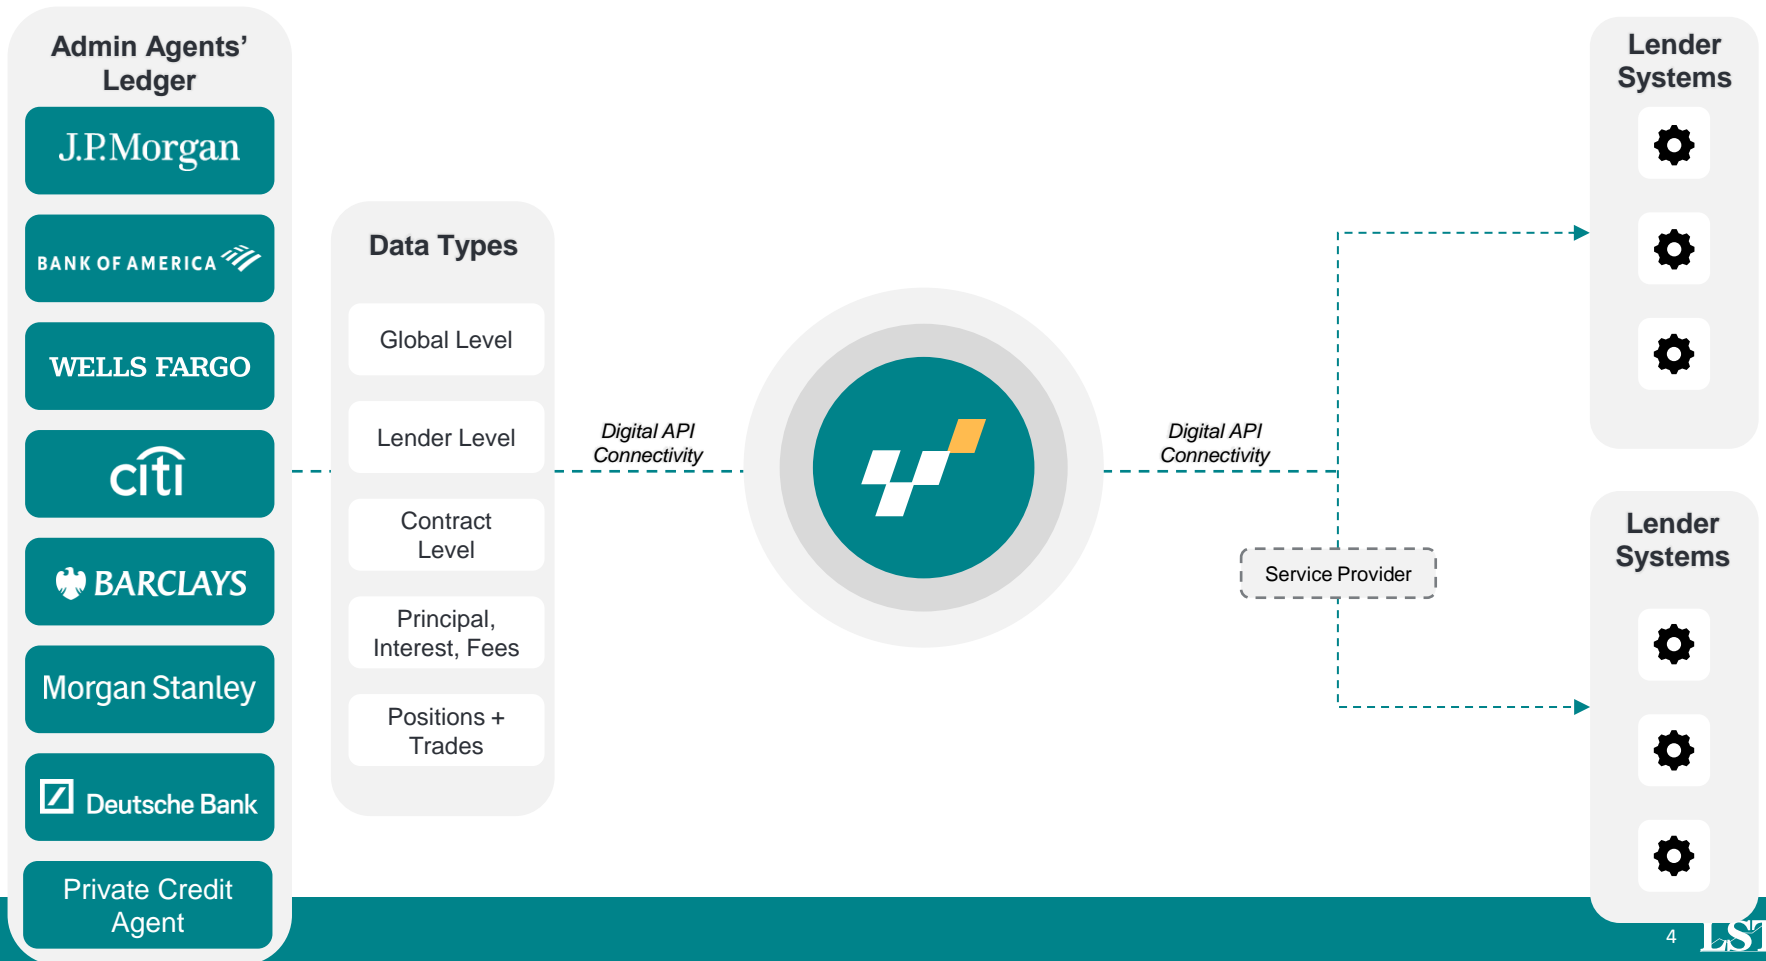 Admin Agents’
Ledger
J.P.Morgan
BANK OF AMERICA
WELLS FARGO
citi
BARCLAYS
Morgan Stanley
Deutsche Bank
Private Credit
Agent
Data Types
Global Level
Lender Level
Contract
Level
Principal,
Interest, Fees
Positions +
Trades
Digital API
Connectivity
Digital API
Connectivity
Service Provider
Lender
Systems
Lender
Systems
4
LST